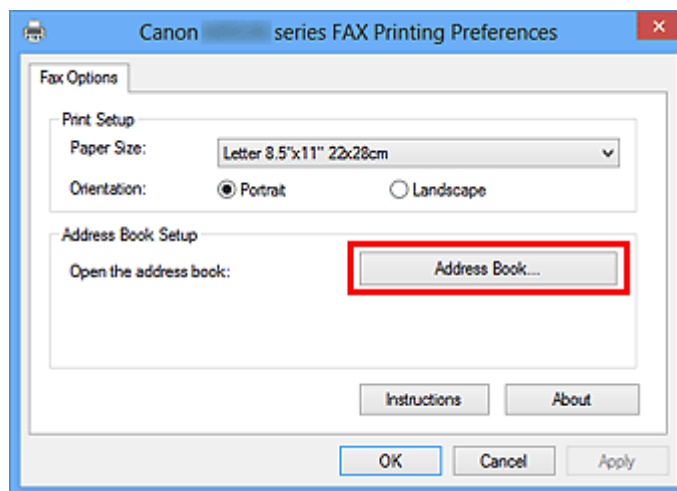 Canon series FAX Printing Preferences
Fax Options
Print Setup
Paper Size: Letter 8.5"x11" 22x28cm
Orientation: Portrait Landscape
Address Book Setup
Open the address book: Address Book...
Instructions About
OK Cancel Apply